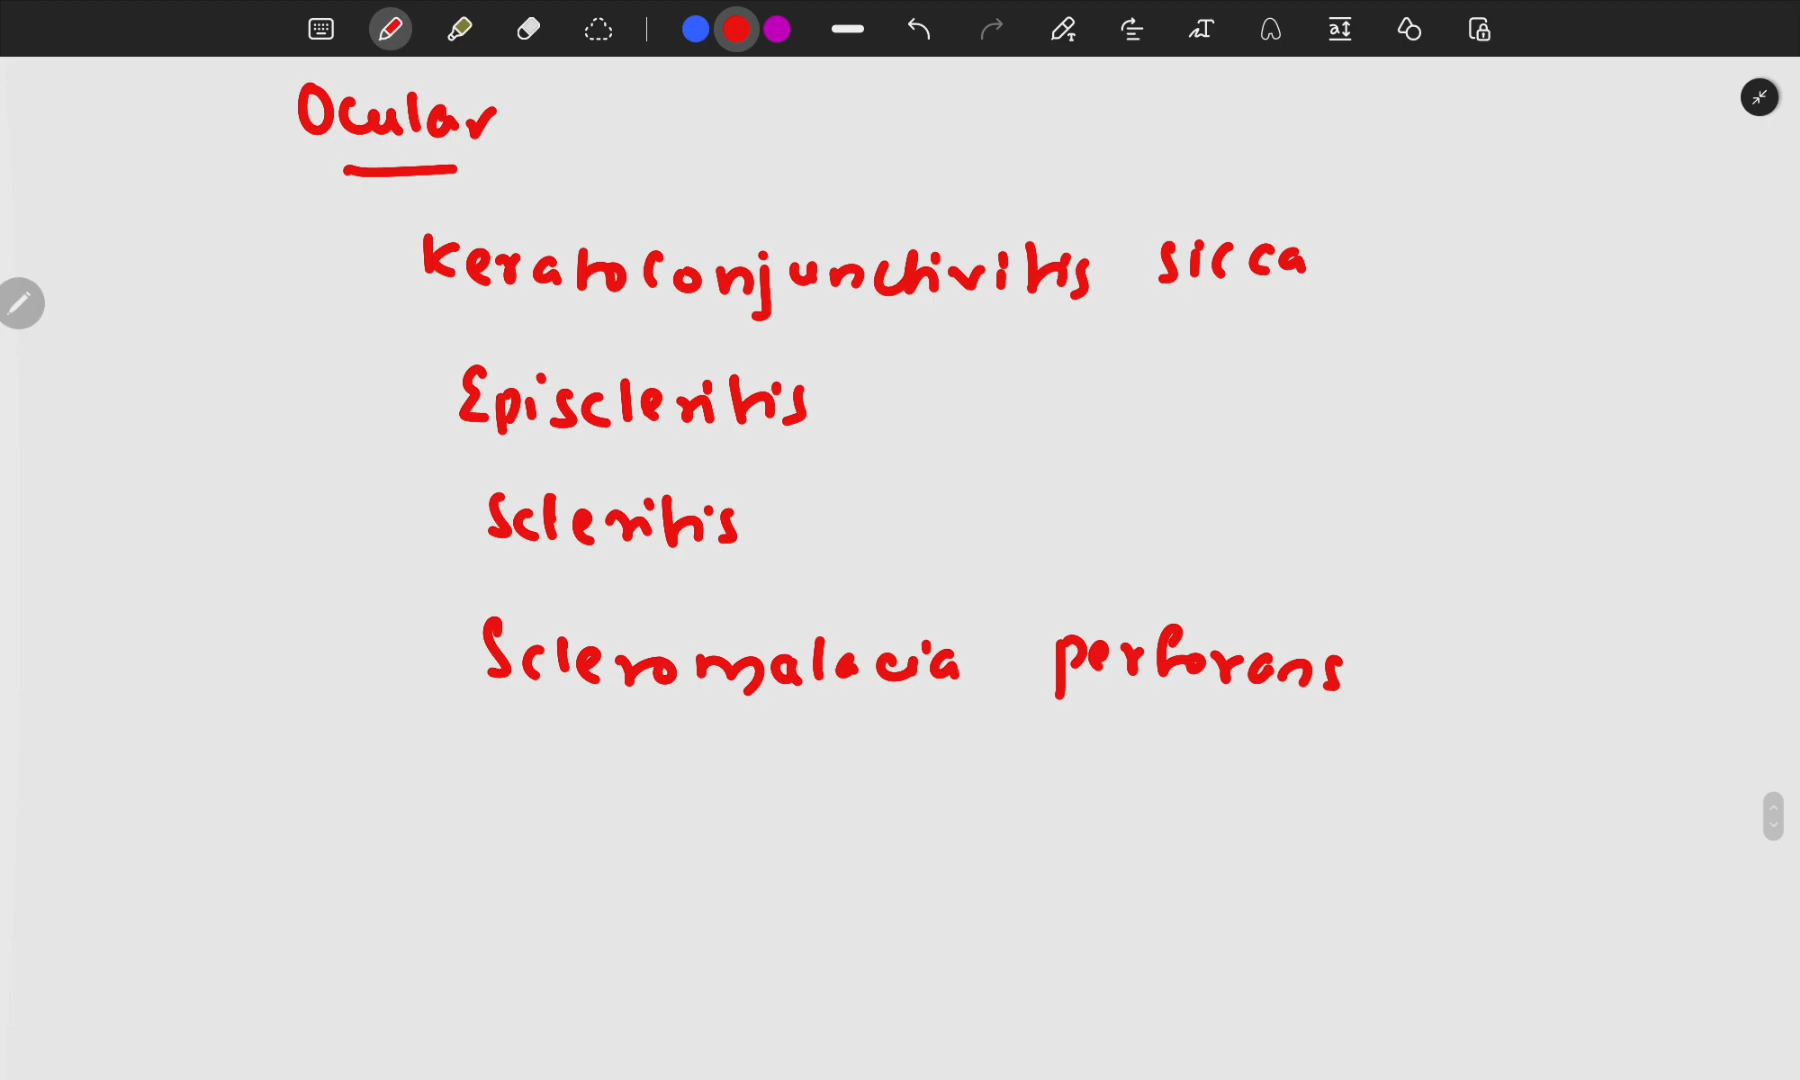 Ocular
Keratoconjunctivitis sicca
Episcleritis
Scleritis
Scleromalacia perforans